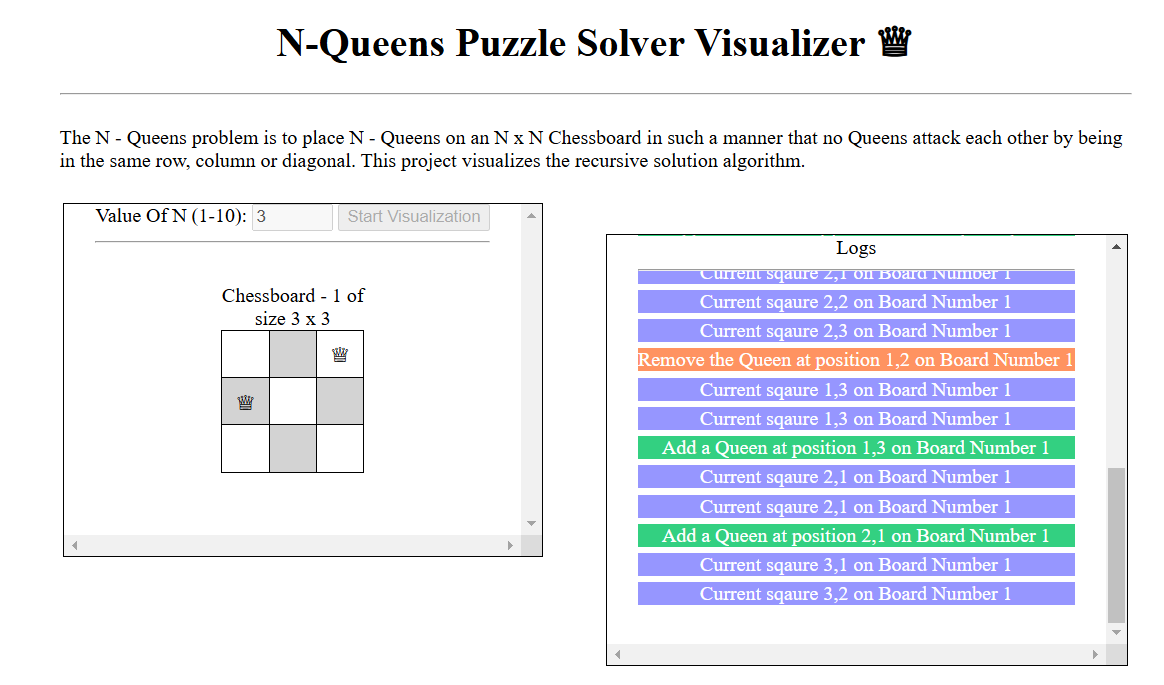 N-Queens Puzzle Solver Visualizer ♕
The N - Queens problem is to place N - Queens on an N x N Chessboard in such a manner that no Queens attack each other by being
in the same row, column or diagonal. This project visualizes the recursive solution algorithm.
Value Of N (1-10): 3 Start Visualization
Chessboard - 1 of
size 3 x 3
♕
♕
Logs
Current sqaure 2,1 on Board Number 1
Current sqaure 2,2 on Board Number 1
Current sqaure 2,3 on Board Number 1
Remove the Queen at position 1,2 on Board Number 1
Current sqaure 1,3 on Board Number 1
Current sqaure 1,3 on Board Number 1
Add a Queen at position 1,3 on Board Number 1
Current sqaure 2,1 on Board Number 1
Current sqaure 2,1 on Board Number 1
Add a Queen at position 2,1 on Board Number 1
Current sqaure 3,1 on Board Number 1
Current sqaure 3,2 on Board Number 1